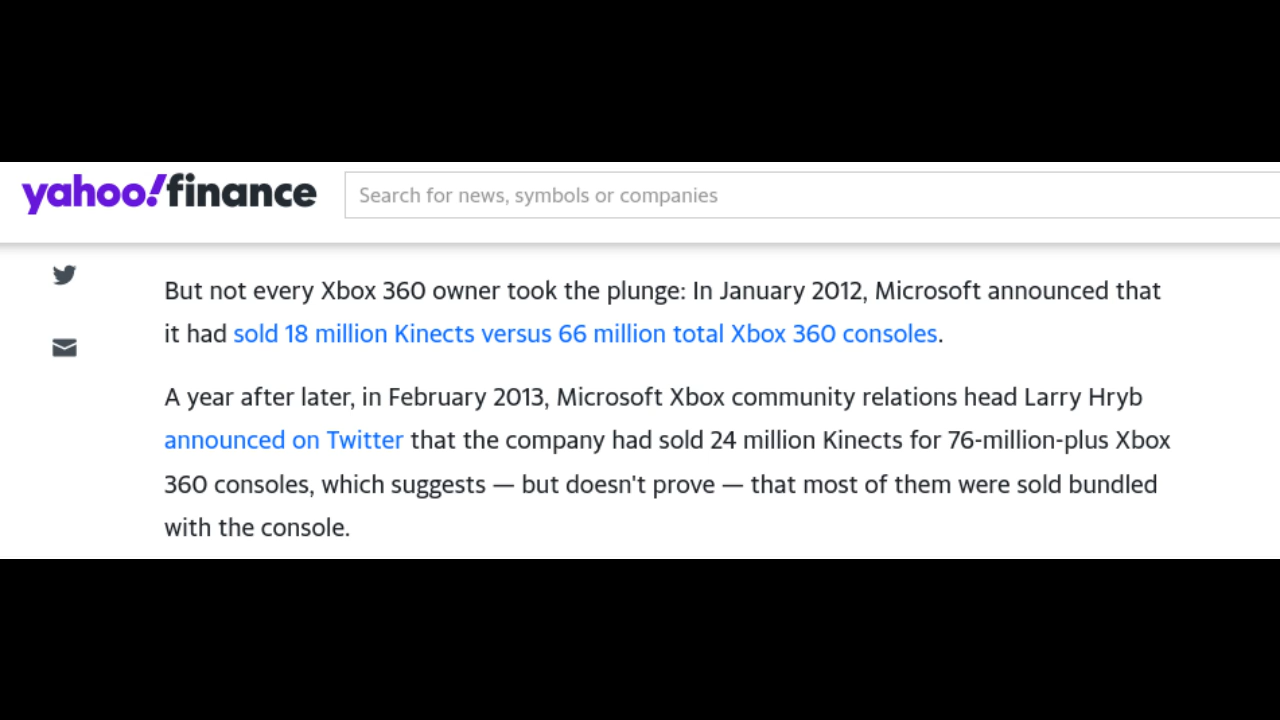 yahoo!finance
Search for news, symbols or companies
But not every Xbox 360 owner took the plunge: In January 2012, Microsoft announced that
it had sold 18 million Kinects versus 66 million total Xbox 360 consoles.
A year after later, in February 2013, Microsoft Xbox community relations head Larry Hryb
announced on Twitter that the company had sold 24 million Kinects for 76-million-plus Xbox
360 consoles, which suggests — but doesn't prove — that most of them were sold bundled
with the console.